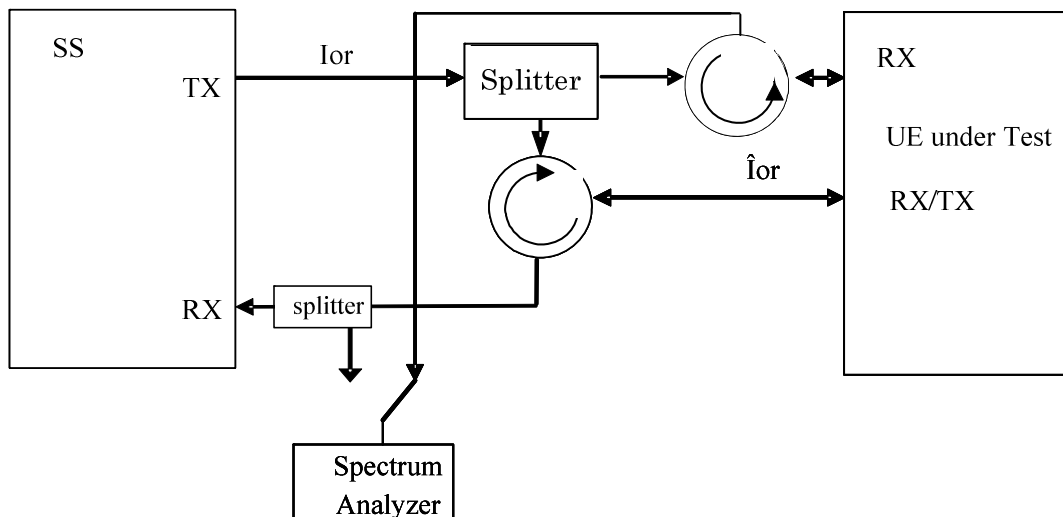 SS
Ior
TX
Splitter
RX
UE under Test
Îor
RX/TX
RX
splitter
Spectrum
Analyzer